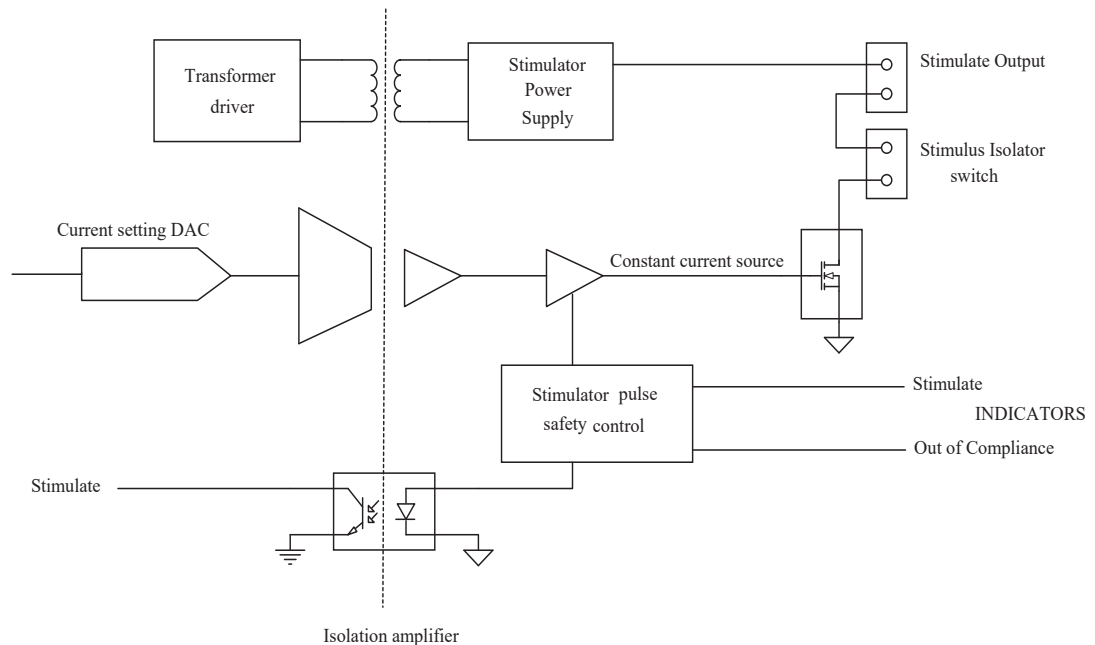 Transformer
driver
Stimulator
Power
Supply
Stimulate Output
Stimulus Isolator
switch
Current setting DAC
Constant current source
Stimulator pulse
safety control
Stimulate
INDICATORS
Out of Compliance
Stimulate
Isolation amplifier